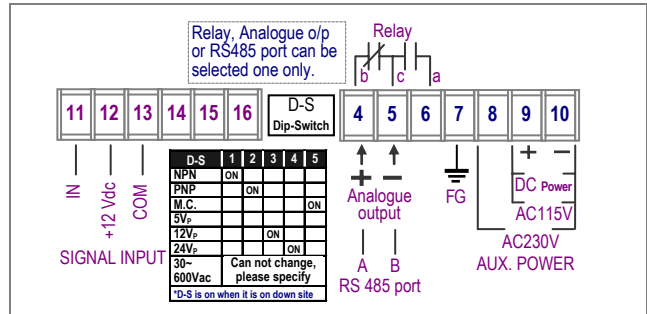 Relay, Analogue o/p
or RS485 port can be
selected one only.
Relay
b c a
11 12 13 14 15 16
D-S
Dip-Switch
4 5 6 7 8 9 10
IN
+12 Vdc
COM
SIGNAL INPUT
D-S 1 2 3 4 5
NPN ON
PNP ON
M.C. ON
5VP
12VP ON
24VP ON
30~
600Vac
Can not change,
please specify
*D-S is on when it is on down site
+ −
Analogue
output
A B
RS 485 port
FG
+ −
DC Power
AC115V
AC230V
AUX. POWER